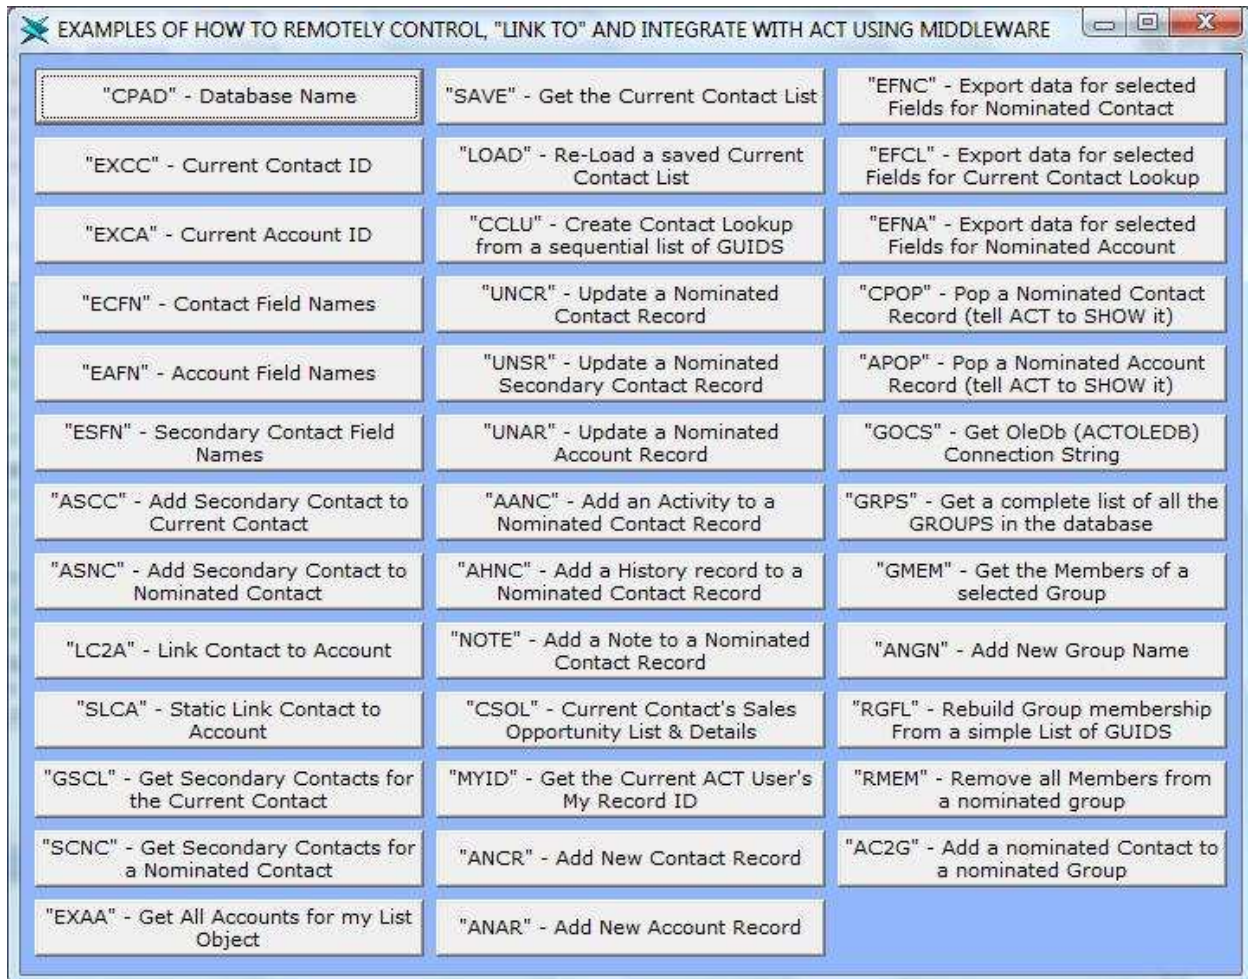 EXAMPLES OF HOW TO REMOTELY CONTROL, "LINK TO" AND INTEGRATE WITH ACT USING MIDDLEWARE
"CPAD" - Database Name
"EXCC" - Current Contact ID
"EXCA" - Current Account ID
"ECFN" - Contact Field Names
"EAFN" - Account Field Names
"ESFN" - Secondary Contact Field
Names
"ASCC" - Add Secondary Contact to
Current Contact
"ASNC" - Add Secondary Contact to
Nominated Contact
"LC2A" - Link Contact to Account
"SLCA" - Static Link Contact to
Account
"GSCL" - Get Secondary Contacts for
the Current Contact
"SCNC" - Get Secondary Contacts for
a Nominated Contact
"EXAA" - Get All Accounts for my List
Object
"SAVE" - Get the Current Contact List
"LOAD" - Re-Load a saved Current
Contact List
"CCLU" - Create Contact Lookup
from a sequential list of GUIDS
"UNCR" - Update a Nominated
Contact Record
"UNSR" - Update a Nominated
Secondary Contact Record
"UNAR" - Update a Nominated
Account Record
"AANC" - Add an Activity to a
Nominated Contact Record
"AHNC" - Add a History record to a
Nominated Contact Record
"NOTE" - Add a Note to a Nominated
Contact Record
"CSOL" - Current Contact's Sales
Opportunity List & Details
"MYID" - Get the Current ACT User's
My Record ID
"ANCR" - Add New Contact Record
"ANAR" - Add New Account Record
"EFNC" - Export data for selected
Fields for Nominated Contact
"EFCL" - Export data for selected
Fields for Current Contact Lookup
"EFNA" - Export data for selected
Fields for Nominated Account
"CPOP" - Pop a Nominated Contact
Record (tell ACT to SHOW it)
"APOP" - Pop a Nominated Account
Record (tell ACT to SHOW it)
"GOCS" - Get OleDb (ACTOLEDB)
Connection String
"GRPS" - Get a complete list of all the
GROUPS in the database
"GMEM" - Get the Members of a
selected Group
"ANGN" - Add New Group Name
"RGFL" - Rebuild Group membership
From a simple List of GUIDS
"RMEM" - Remove all Members from
a nominated group
"AC2G" - Add a nominated Contact to
a nominated Group